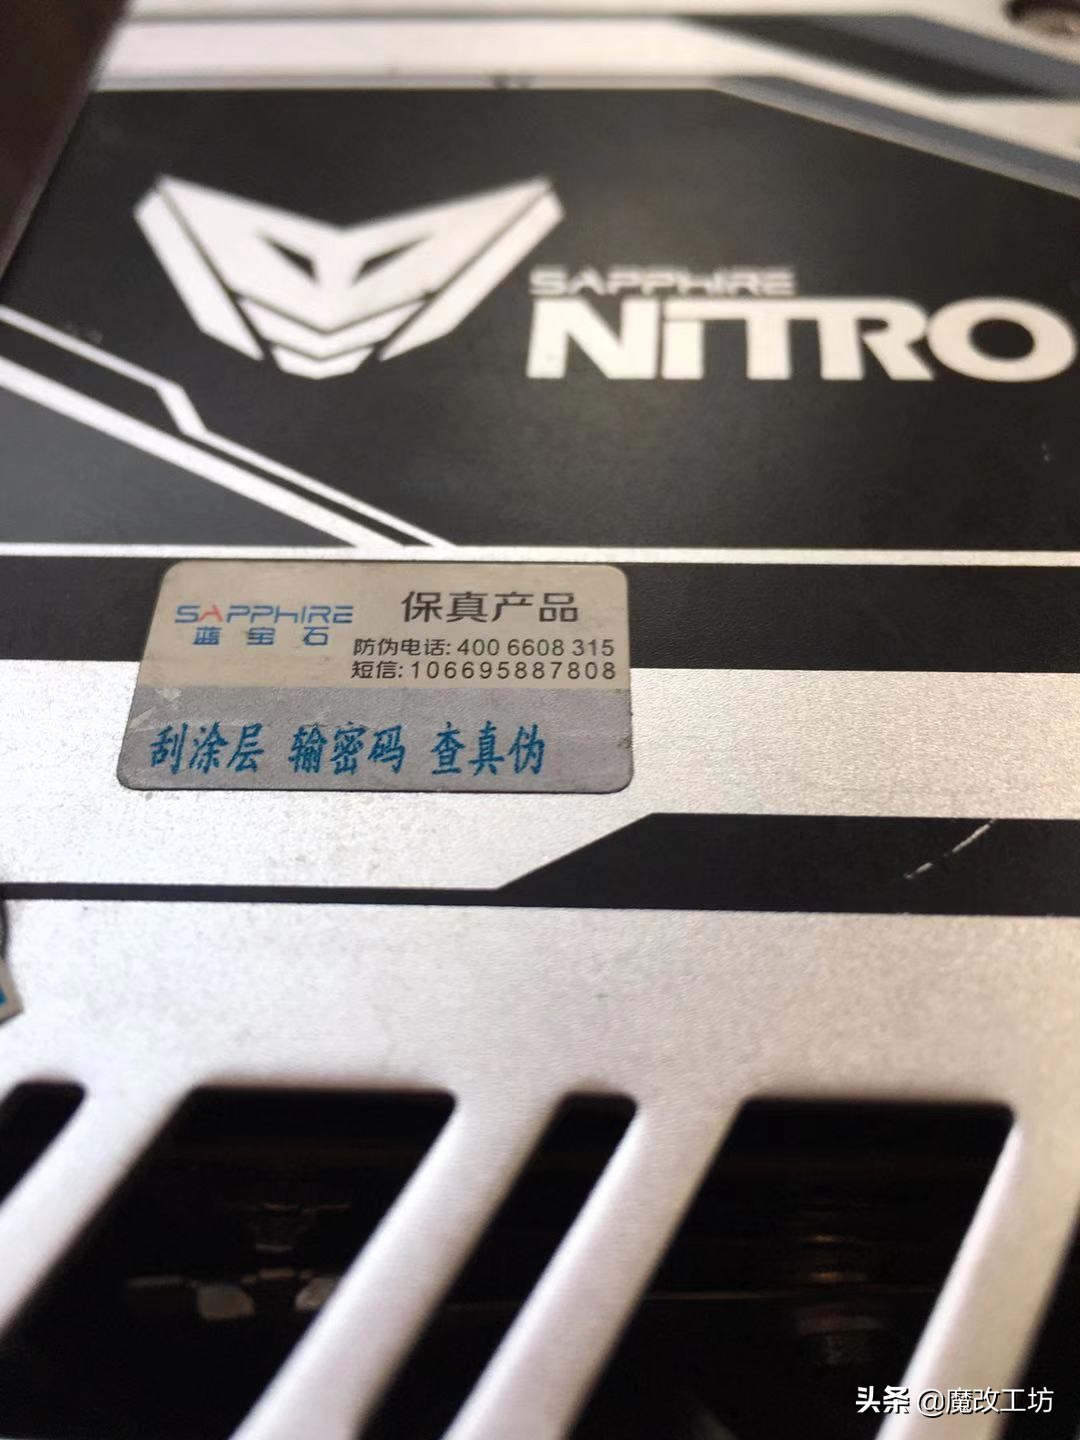 SAPPHIRE
NITRO
SAPPHIRE
蓝宝石
保真产品
防伪电话: 400 6608 315
短信: 106695887808
刮涂层 输密码 查真伪
头条 @魔改工坊